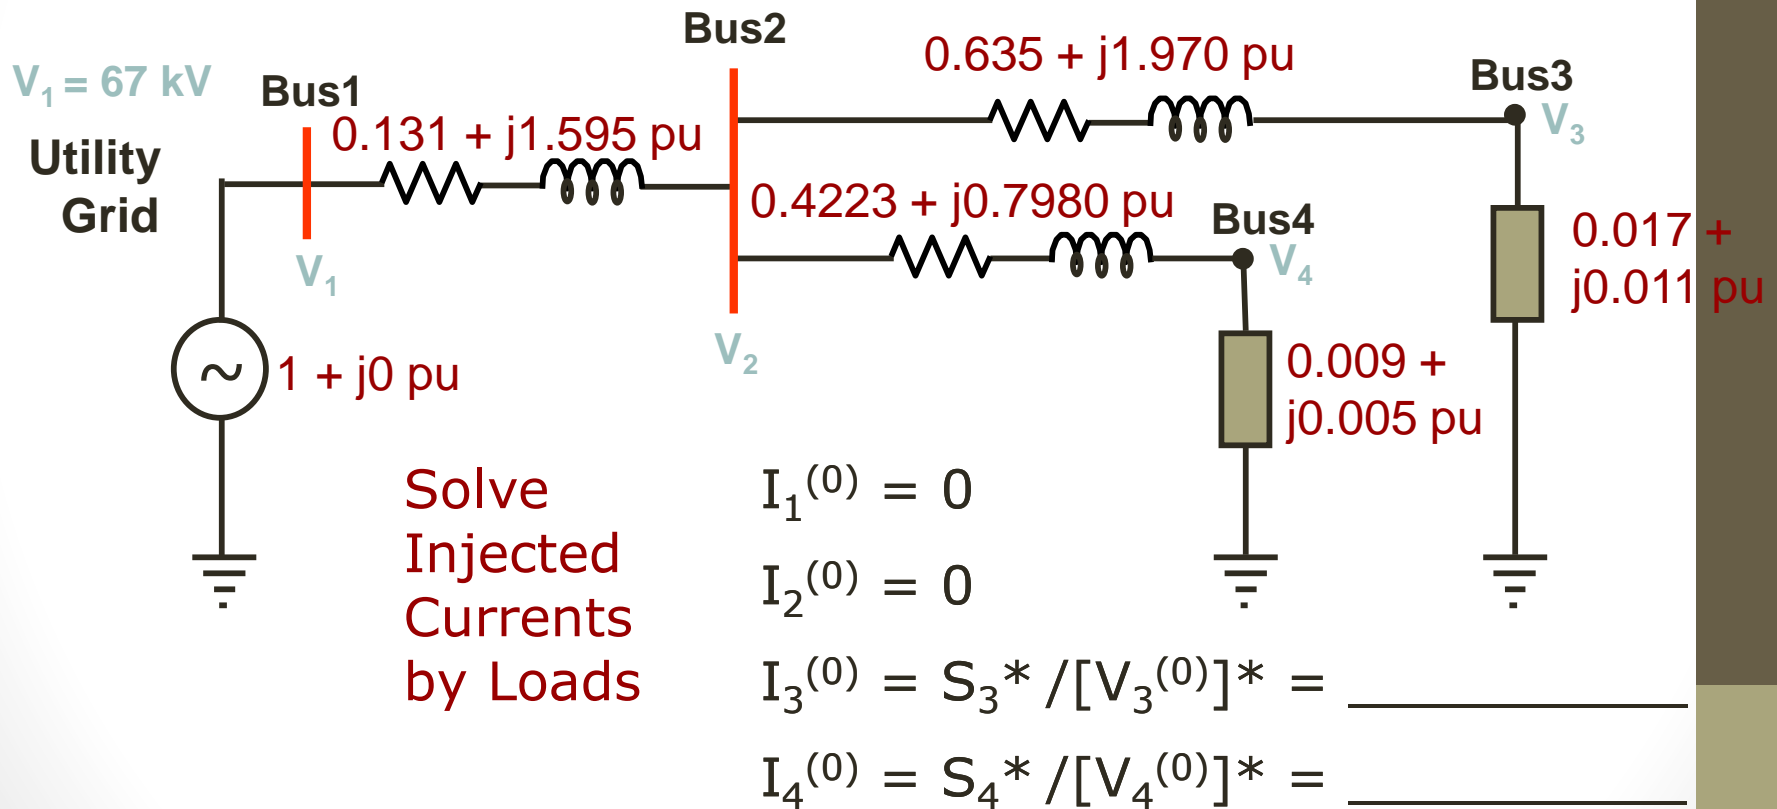 Bus2
0.635 + j1.970 pu
V₁ = 67 kV
Bus1
Bus3
0.131 + j1.595 pu
V₃
Utility
Grid
0.4223 + j0.7980 pu
Bus4
V₁
V₄
0.017 +
j0.011 pu
V₂
1 + j0 pu
0.009 +
j0.005 pu
Solve
Injected
Currents
by Loads
I₁⁽⁰⁾ = 0
I₂⁽⁰⁾ = 0
I₃⁽⁰⁾ = S₃* /[V₃⁽⁰⁾]* = ____________
I₄⁽⁰⁾ = S₄* /[V₄⁽⁰⁾]* = ____________